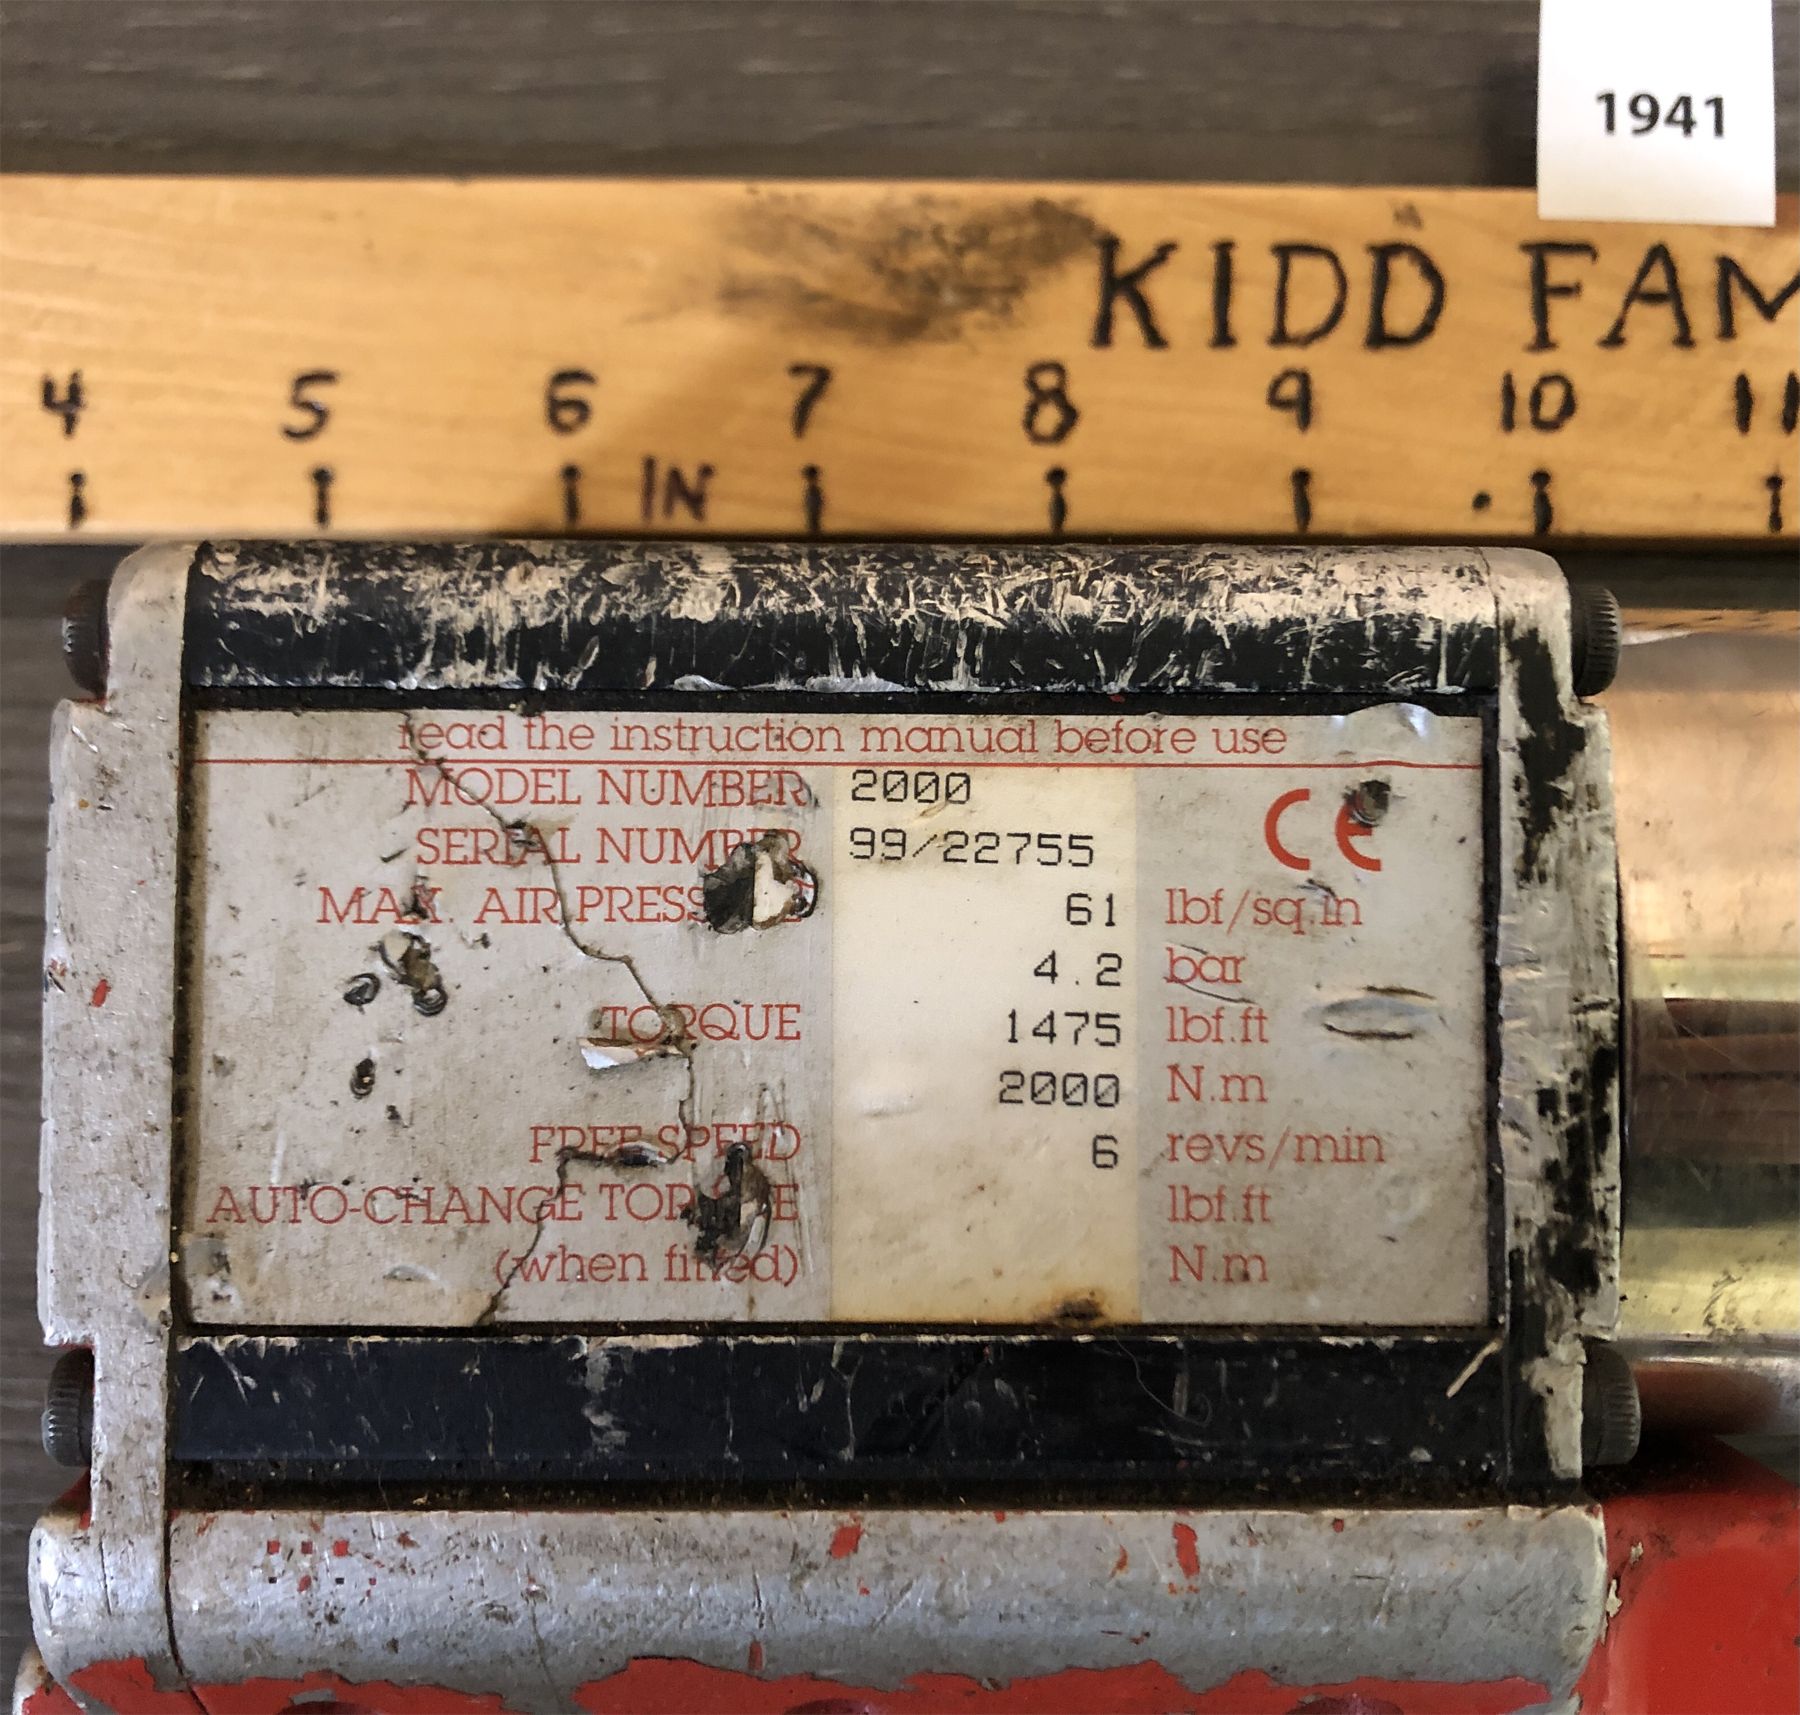 1941
KIDD FAM
4 5 6 7 8 9 10 11
IN
read the instruction manual before use
MODEL NUMBER 2000
CE
SERIAL NUMBER 99/22755
MAX. AIR PRESSURE 61 lbf/sq.in
4.2 bar
TORQUE 1475 lbf.ft
2000 N.m
FREE SPEED 6 revs/min
AUTO-CHANGE TORQUE lbf.ft
(when fitted) N.m